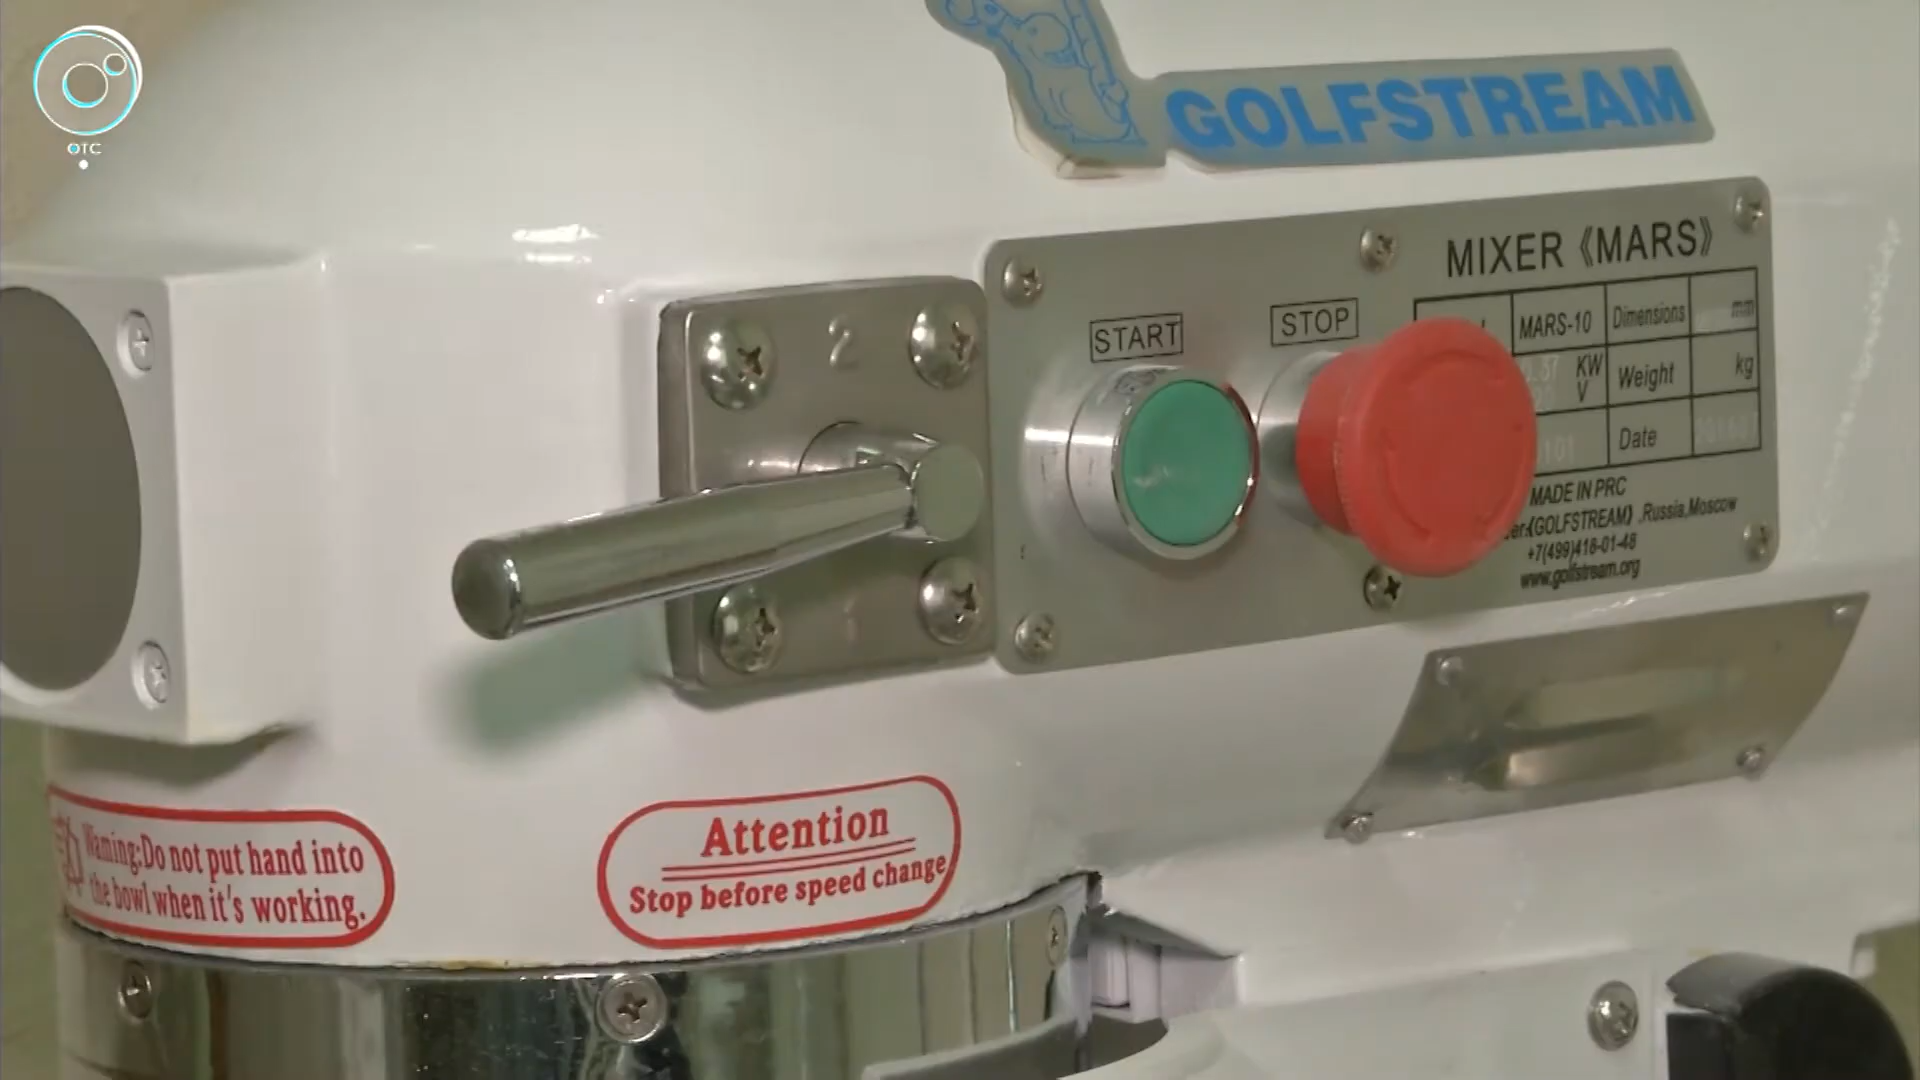 OTC
GOLFSTREAM
MIXER 《MARS》
START
STOP
MARS-10
Dimensions
mm
KW
V
Weight
kg
Date
MADE IN PRC
《GOLFSTREAM》 ,Russia,Moscow
+7(499)418-01-48
www.golfstream.org
2
1
Warning:Do not put hand into
the bowl when it's working.
Attention
Stop before speed change